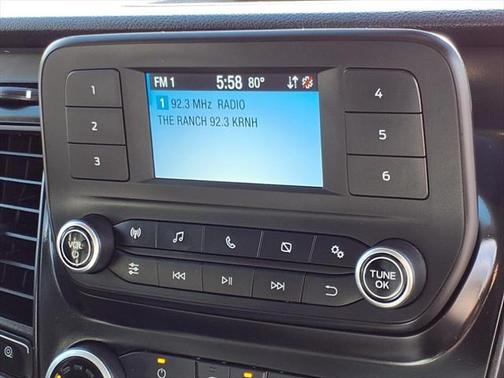 FM 1 5:58 80°
1 92.3 MHz RADIO
THE RANCH 92.3 KRNH
1
2
3
4
5
6
VOL
TUNE
OK